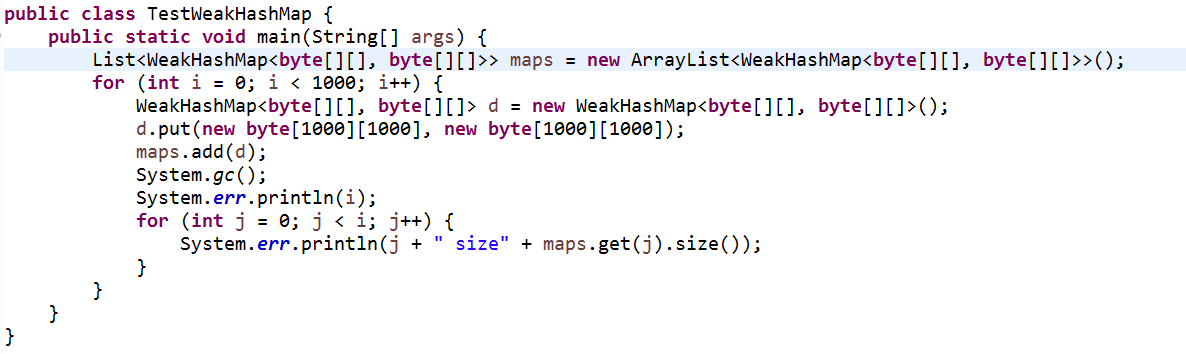 public class TestWeakHashMap {
    public static void main(String[] args) {
        List<WeakHashMap<byte[][], byte[][]>> maps = new ArrayList<WeakHashMap<byte[][], byte[][]>>();
        for (int i = 0; i < 1000; i++) {
            WeakHashMap<byte[][], byte[][]> d = new WeakHashMap<byte[][], byte[][]>();
            d.put(new byte[1000][1000], new byte[1000][1000]);
            maps.add(d);
            System.gc();
            System.err.println(i);
            for (int j = 0; j < i; j++) {
                System.err.println(j + " size" + maps.get(j).size());
            }
        }
    }
}